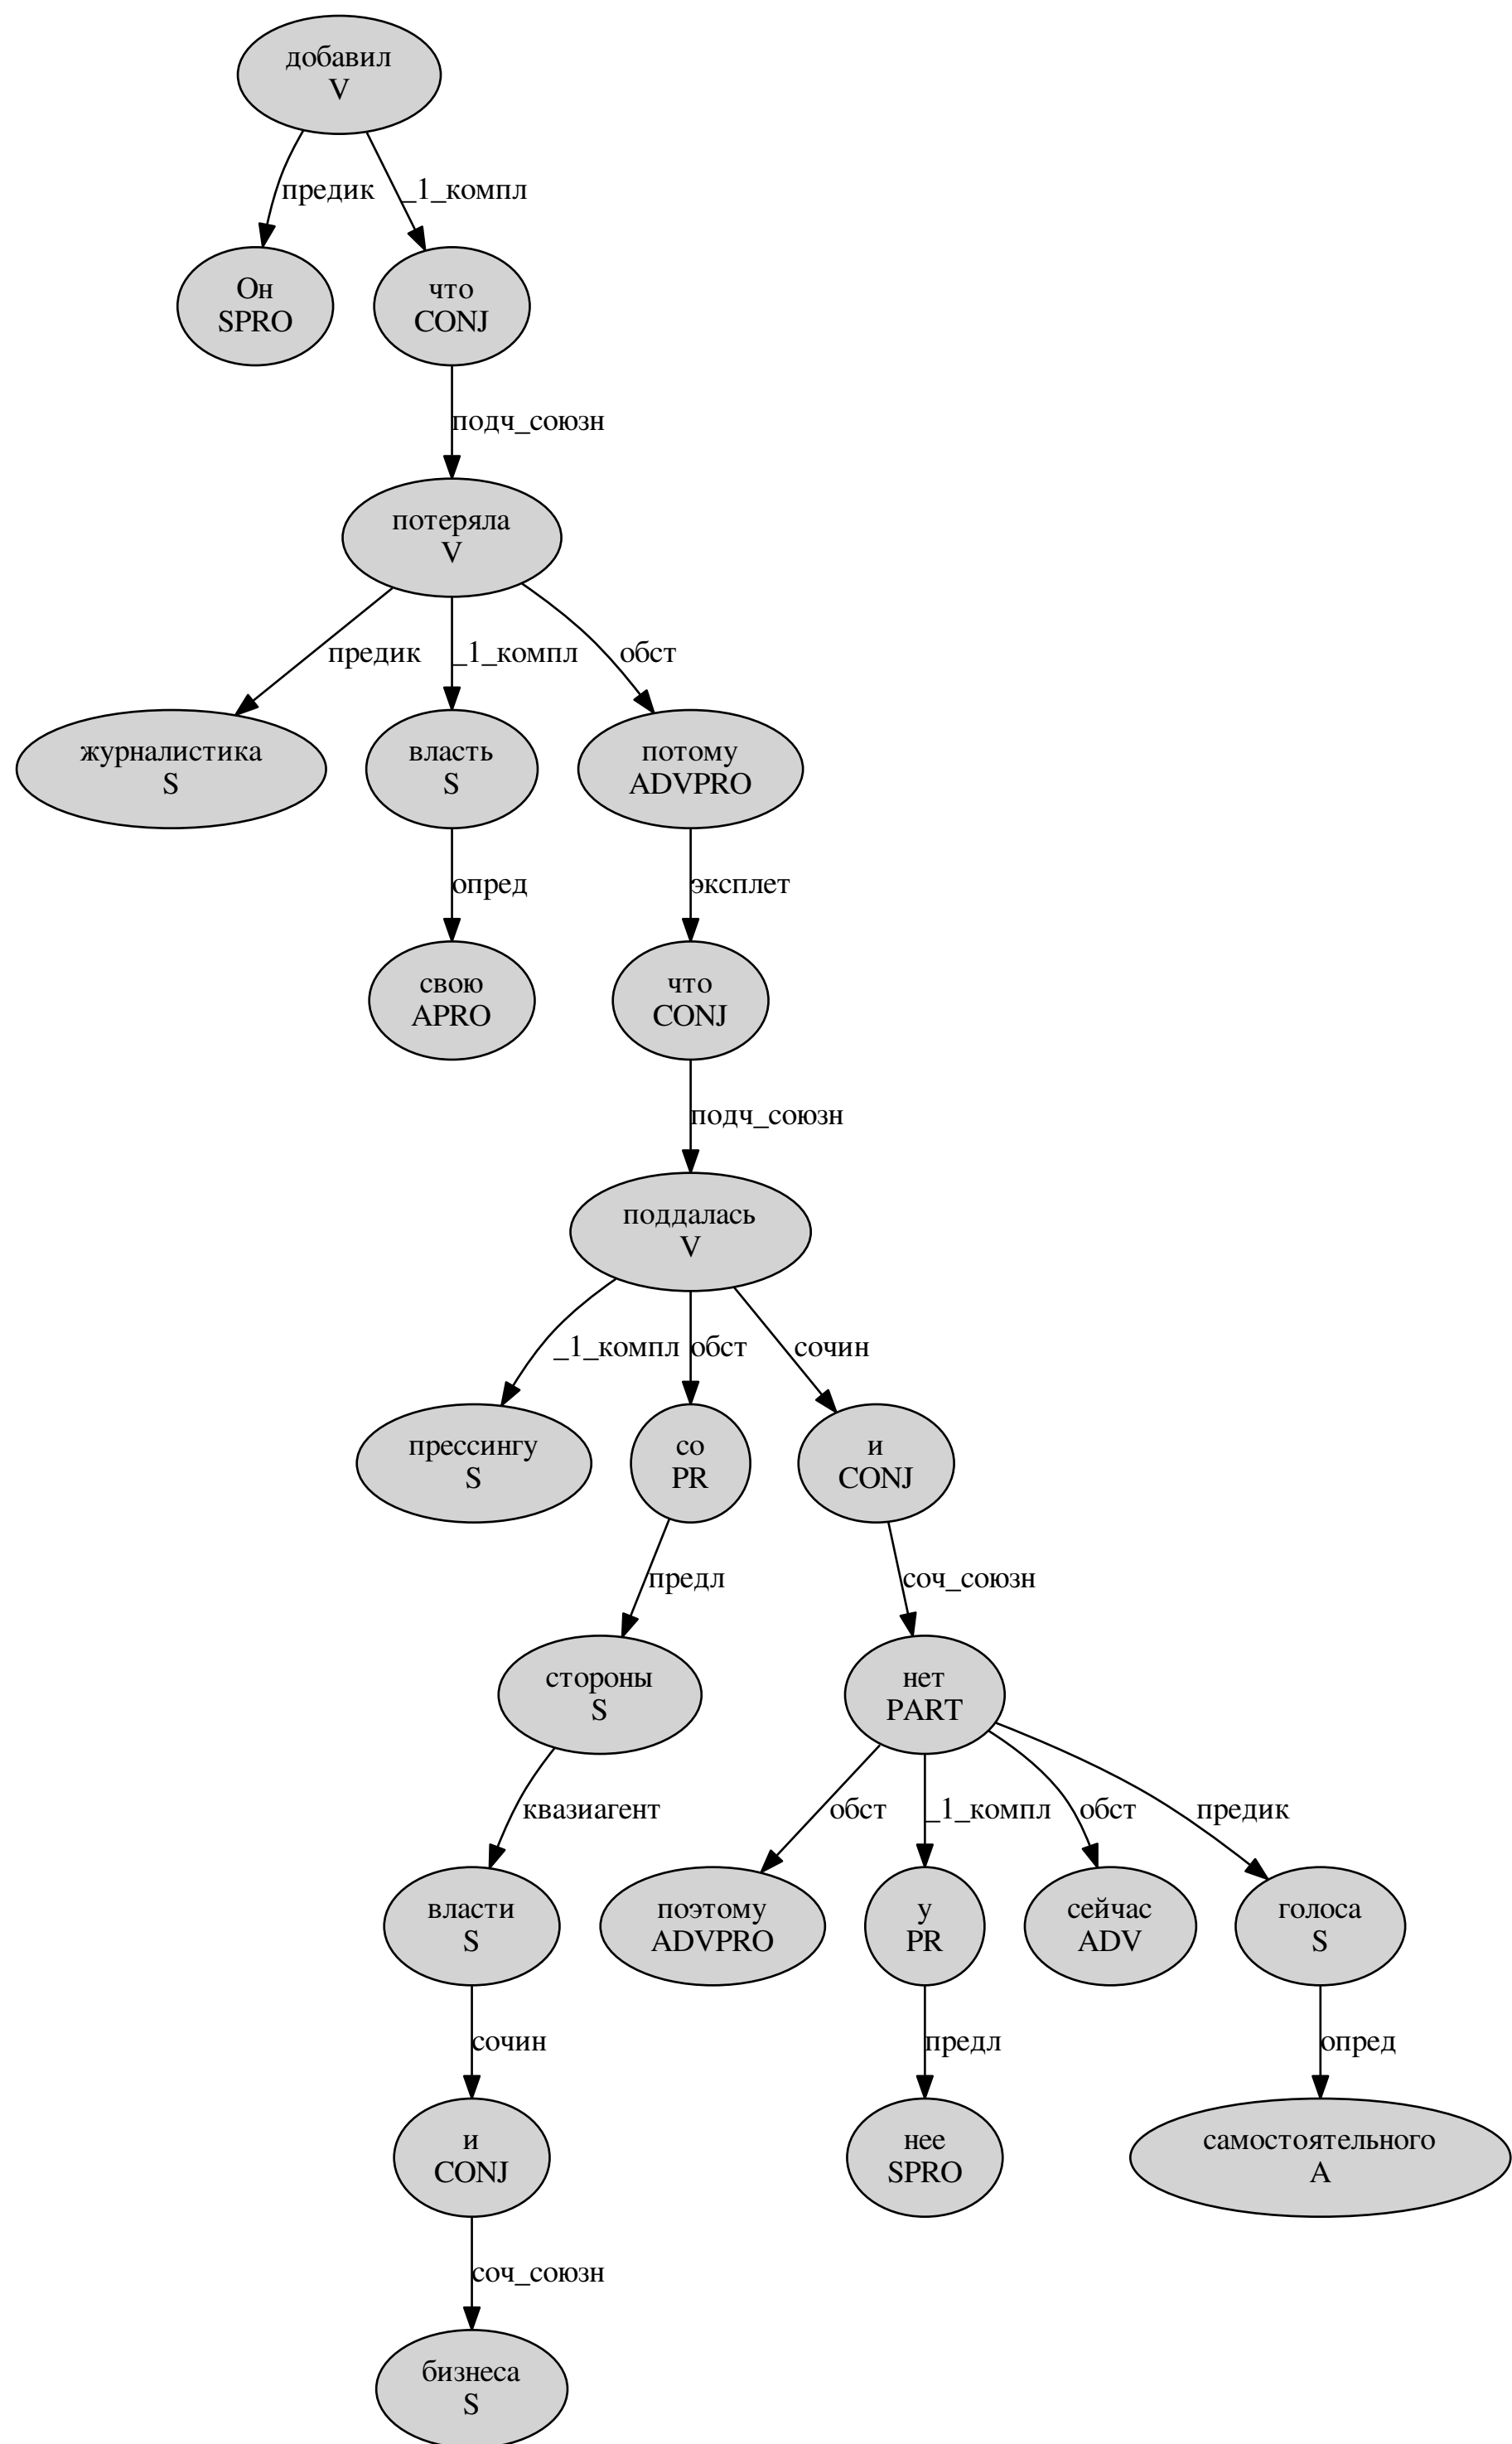 добавил
V
предик
_1_компл
Он
SPRO
что
CONJ
подч_союзн
потеряла
V
предик
_1_компл
обст
журналистика
S
власть
S
потому
ADVPRO
опред
эксплет
свою
APRO
что
CONJ
подч_союзн
поддалась
V
_1_компл
обст
сочин
прессингу
S
со
PR
и
CONJ
предл
соч_союзн
стороны
S
нет
PART
квазиагент
обст
_1_компл
обст
предик
власти
S
поэтому
ADVPRO
у
PR
сейчас
ADV
голоса
S
сочин
предл
опред
и
CONJ
нее
SPRO
самостоятельного
A
соч_союзн
бизнеса
S